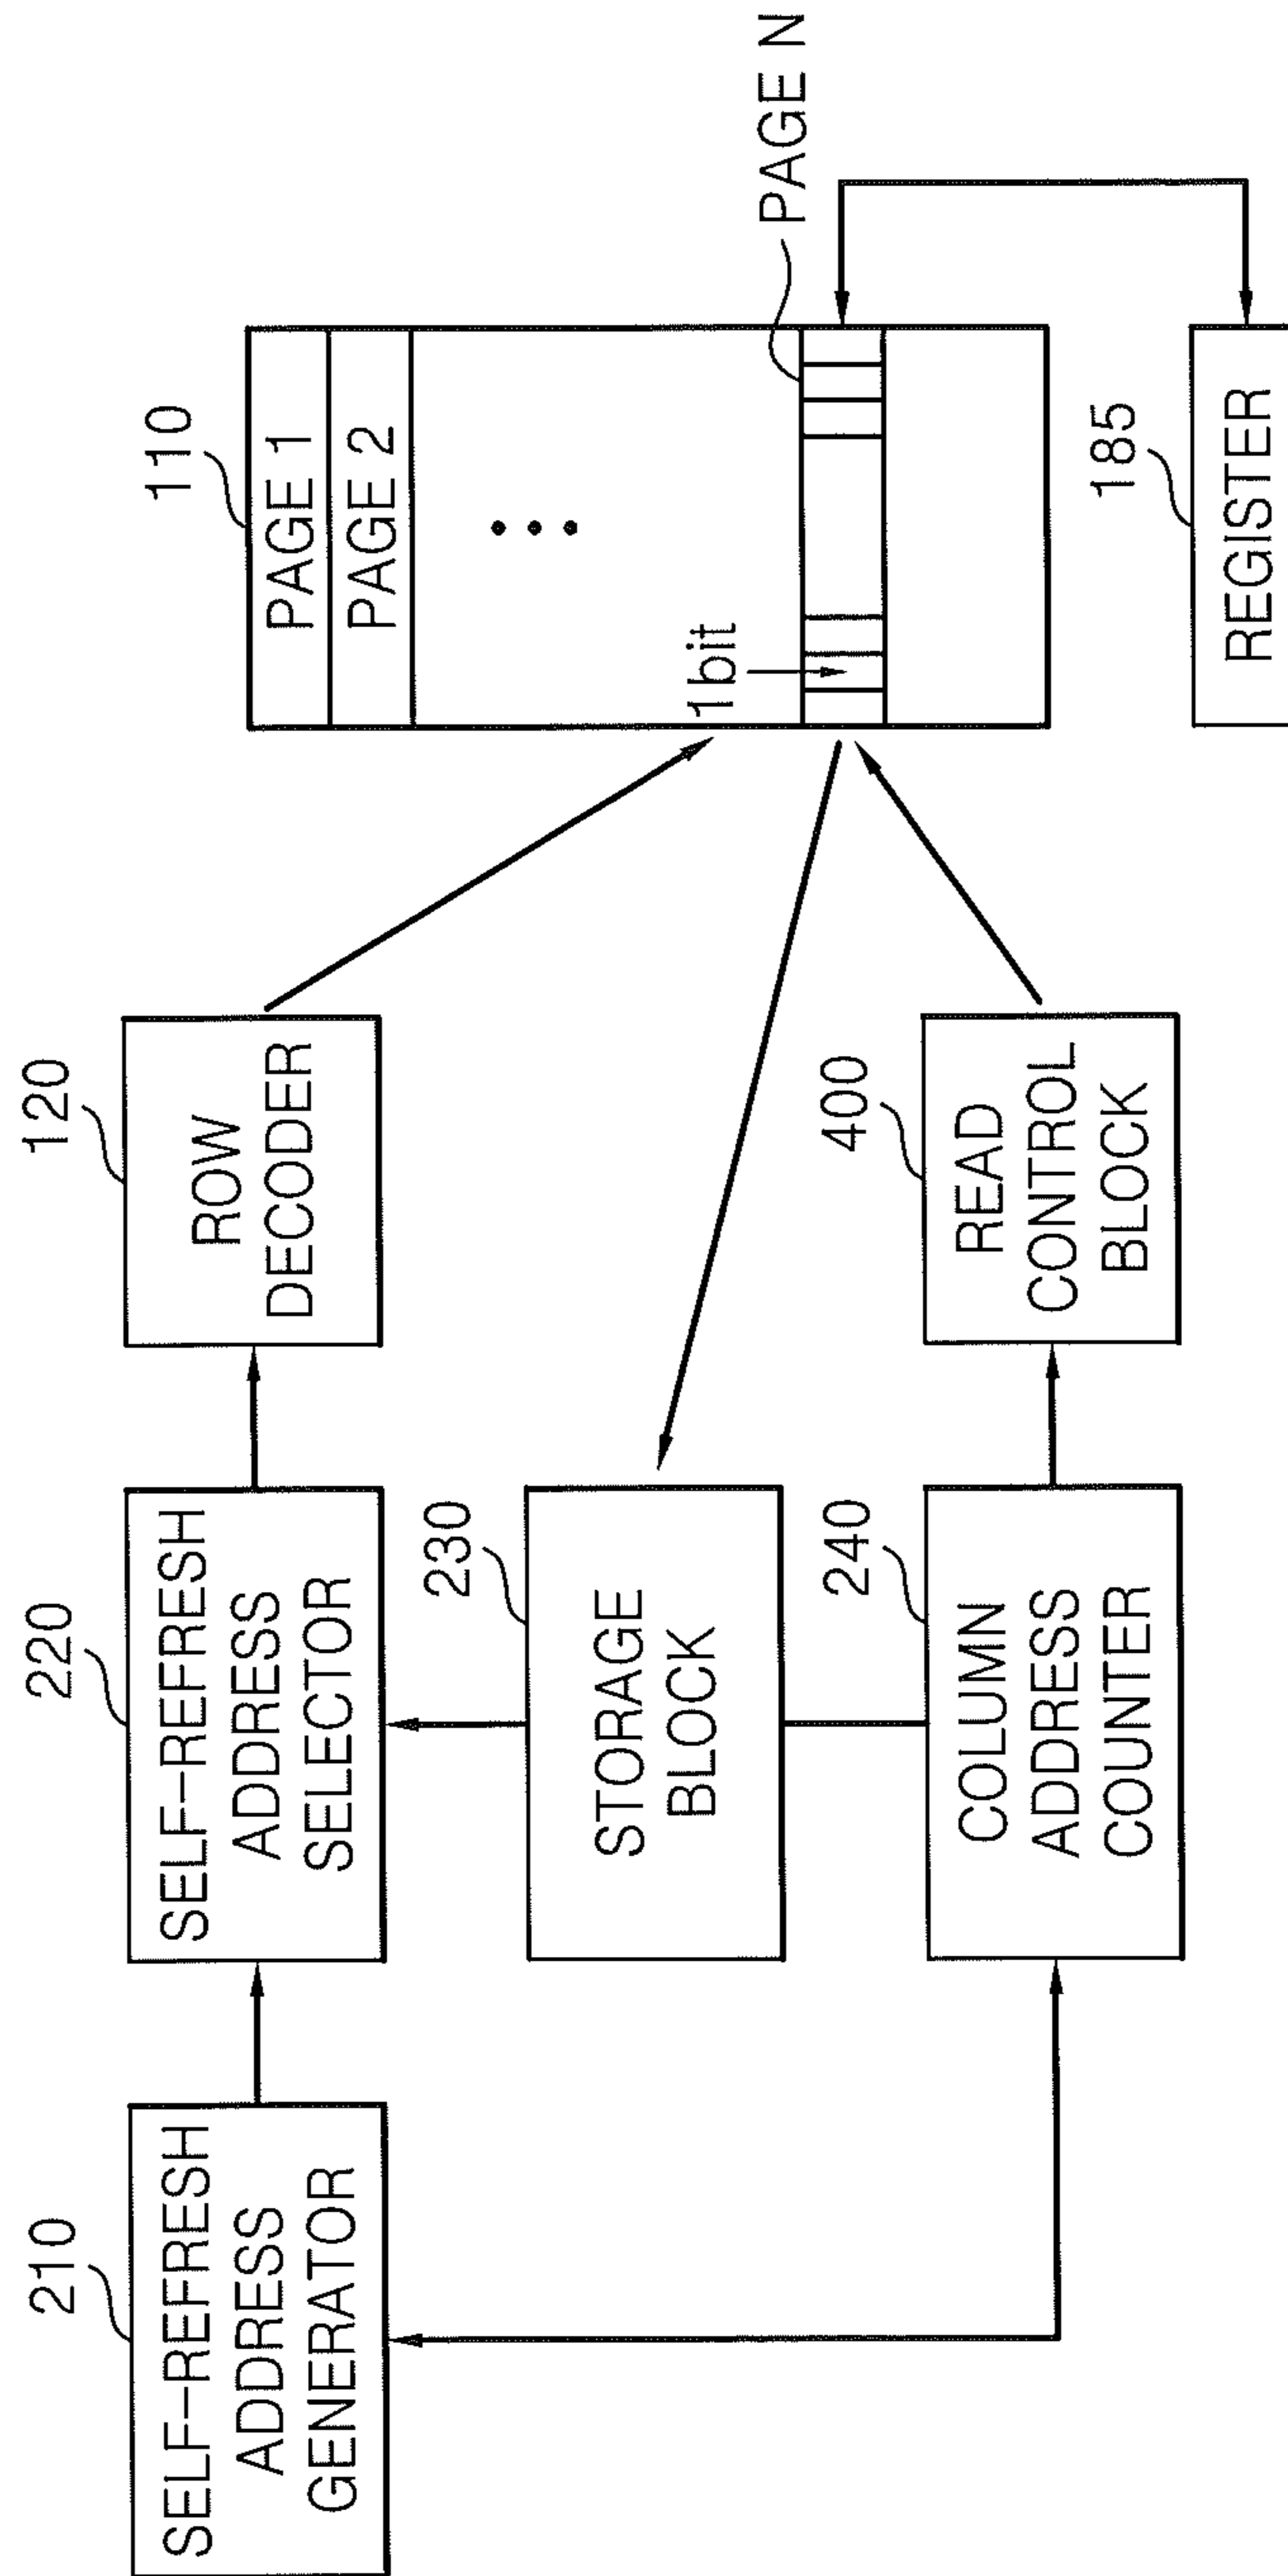 210
SELF-REFRESH
ADDRESS
GENERATOR
220
SELF-REFRESH
ADDRESS
SELECTOR
120
ROW
DECODER
230
STORAGE
BLOCK
240
COLUMN
ADDRESS
COUNTER
400
READ
CONTROL
BLOCK
110
PAGE 1
PAGE 2
1bit
PAGE N
185
REGISTER